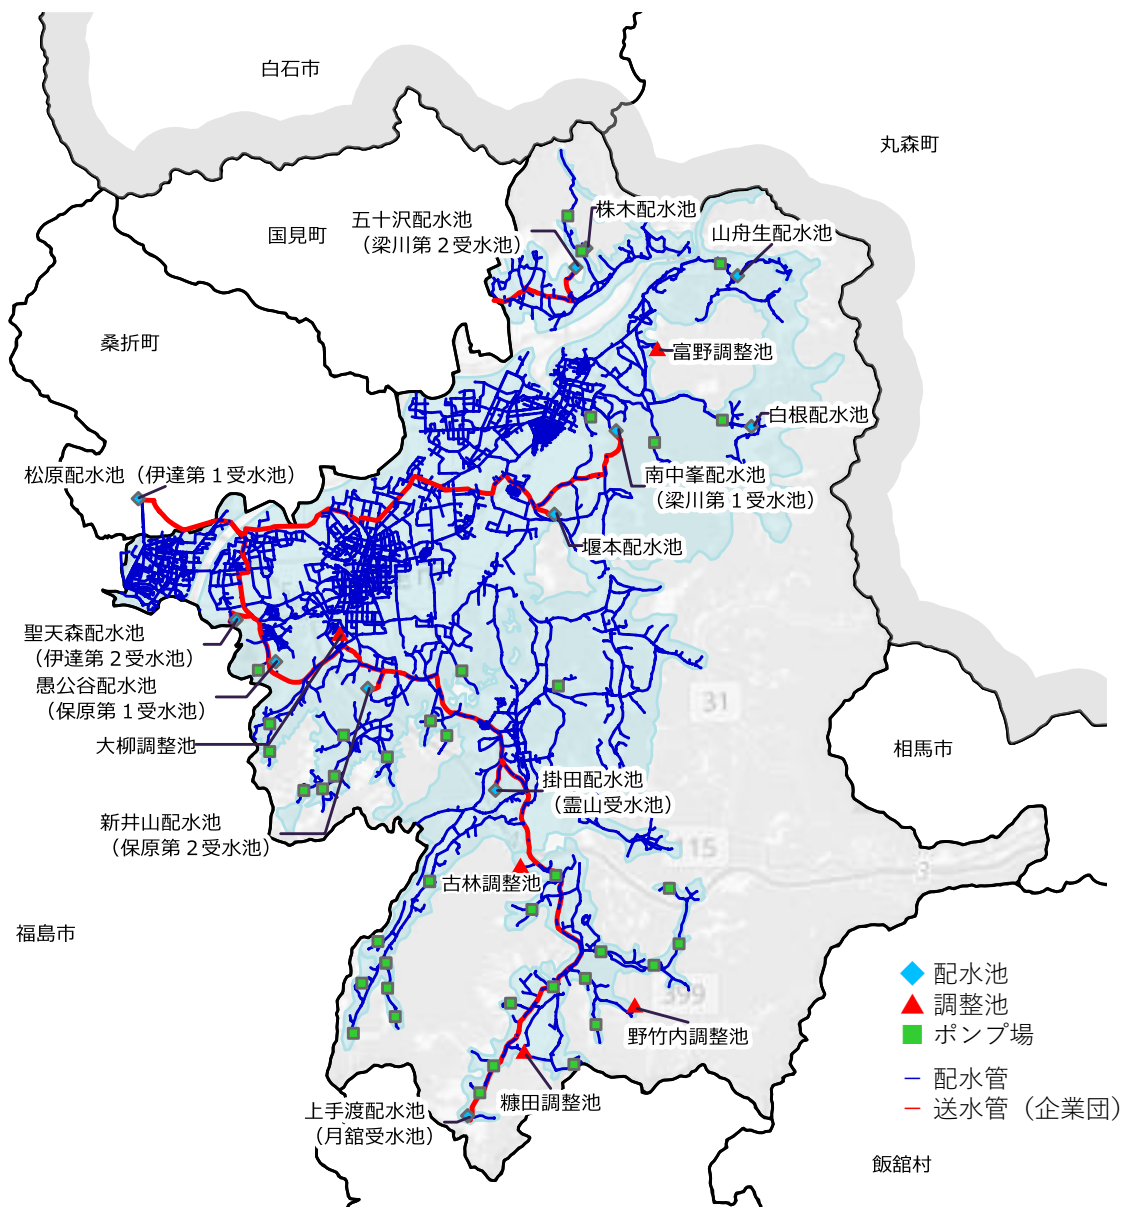 白石市
丸森町
株木配水池
五十沢配水池
（梁川第２受水池）
国見町
山舟生配水池
桑折町
富野調整池
白根配水池
松原配水池（伊達第１受水池）
南中峯配水池
（梁川第１受水池）
堰本配水池
聖天森配水池
（伊達第２受水池）
愚公谷配水池
（保原第１受水池）
31
大柳調整池
相馬市
掛田配水池
（霊山受水池）
新井山配水池
（保原第２受水池）
115
3
古林調整池
福島市
配水池
調整池
399
ポンプ場
野竹内調整池
配水管
糠田調整池
送水管（企業団）
上手渡配水池
（月舘受水池）
飯舘村